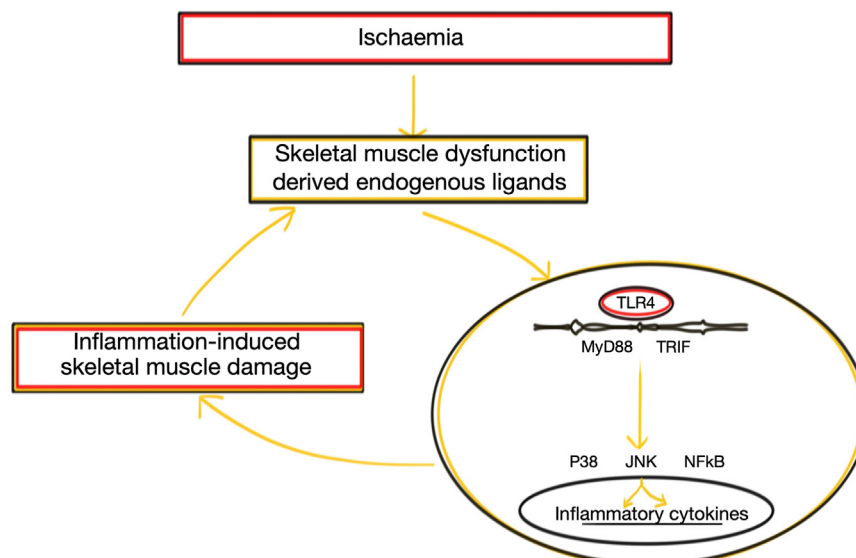 Ischaemia
Skeletal muscle dysfunction
derived endogenous ligands
TLR4
MyD88 TRIF
Inflammation-induced
skeletal muscle damage
P38 JNK NFkB
Inflammatory cytokines